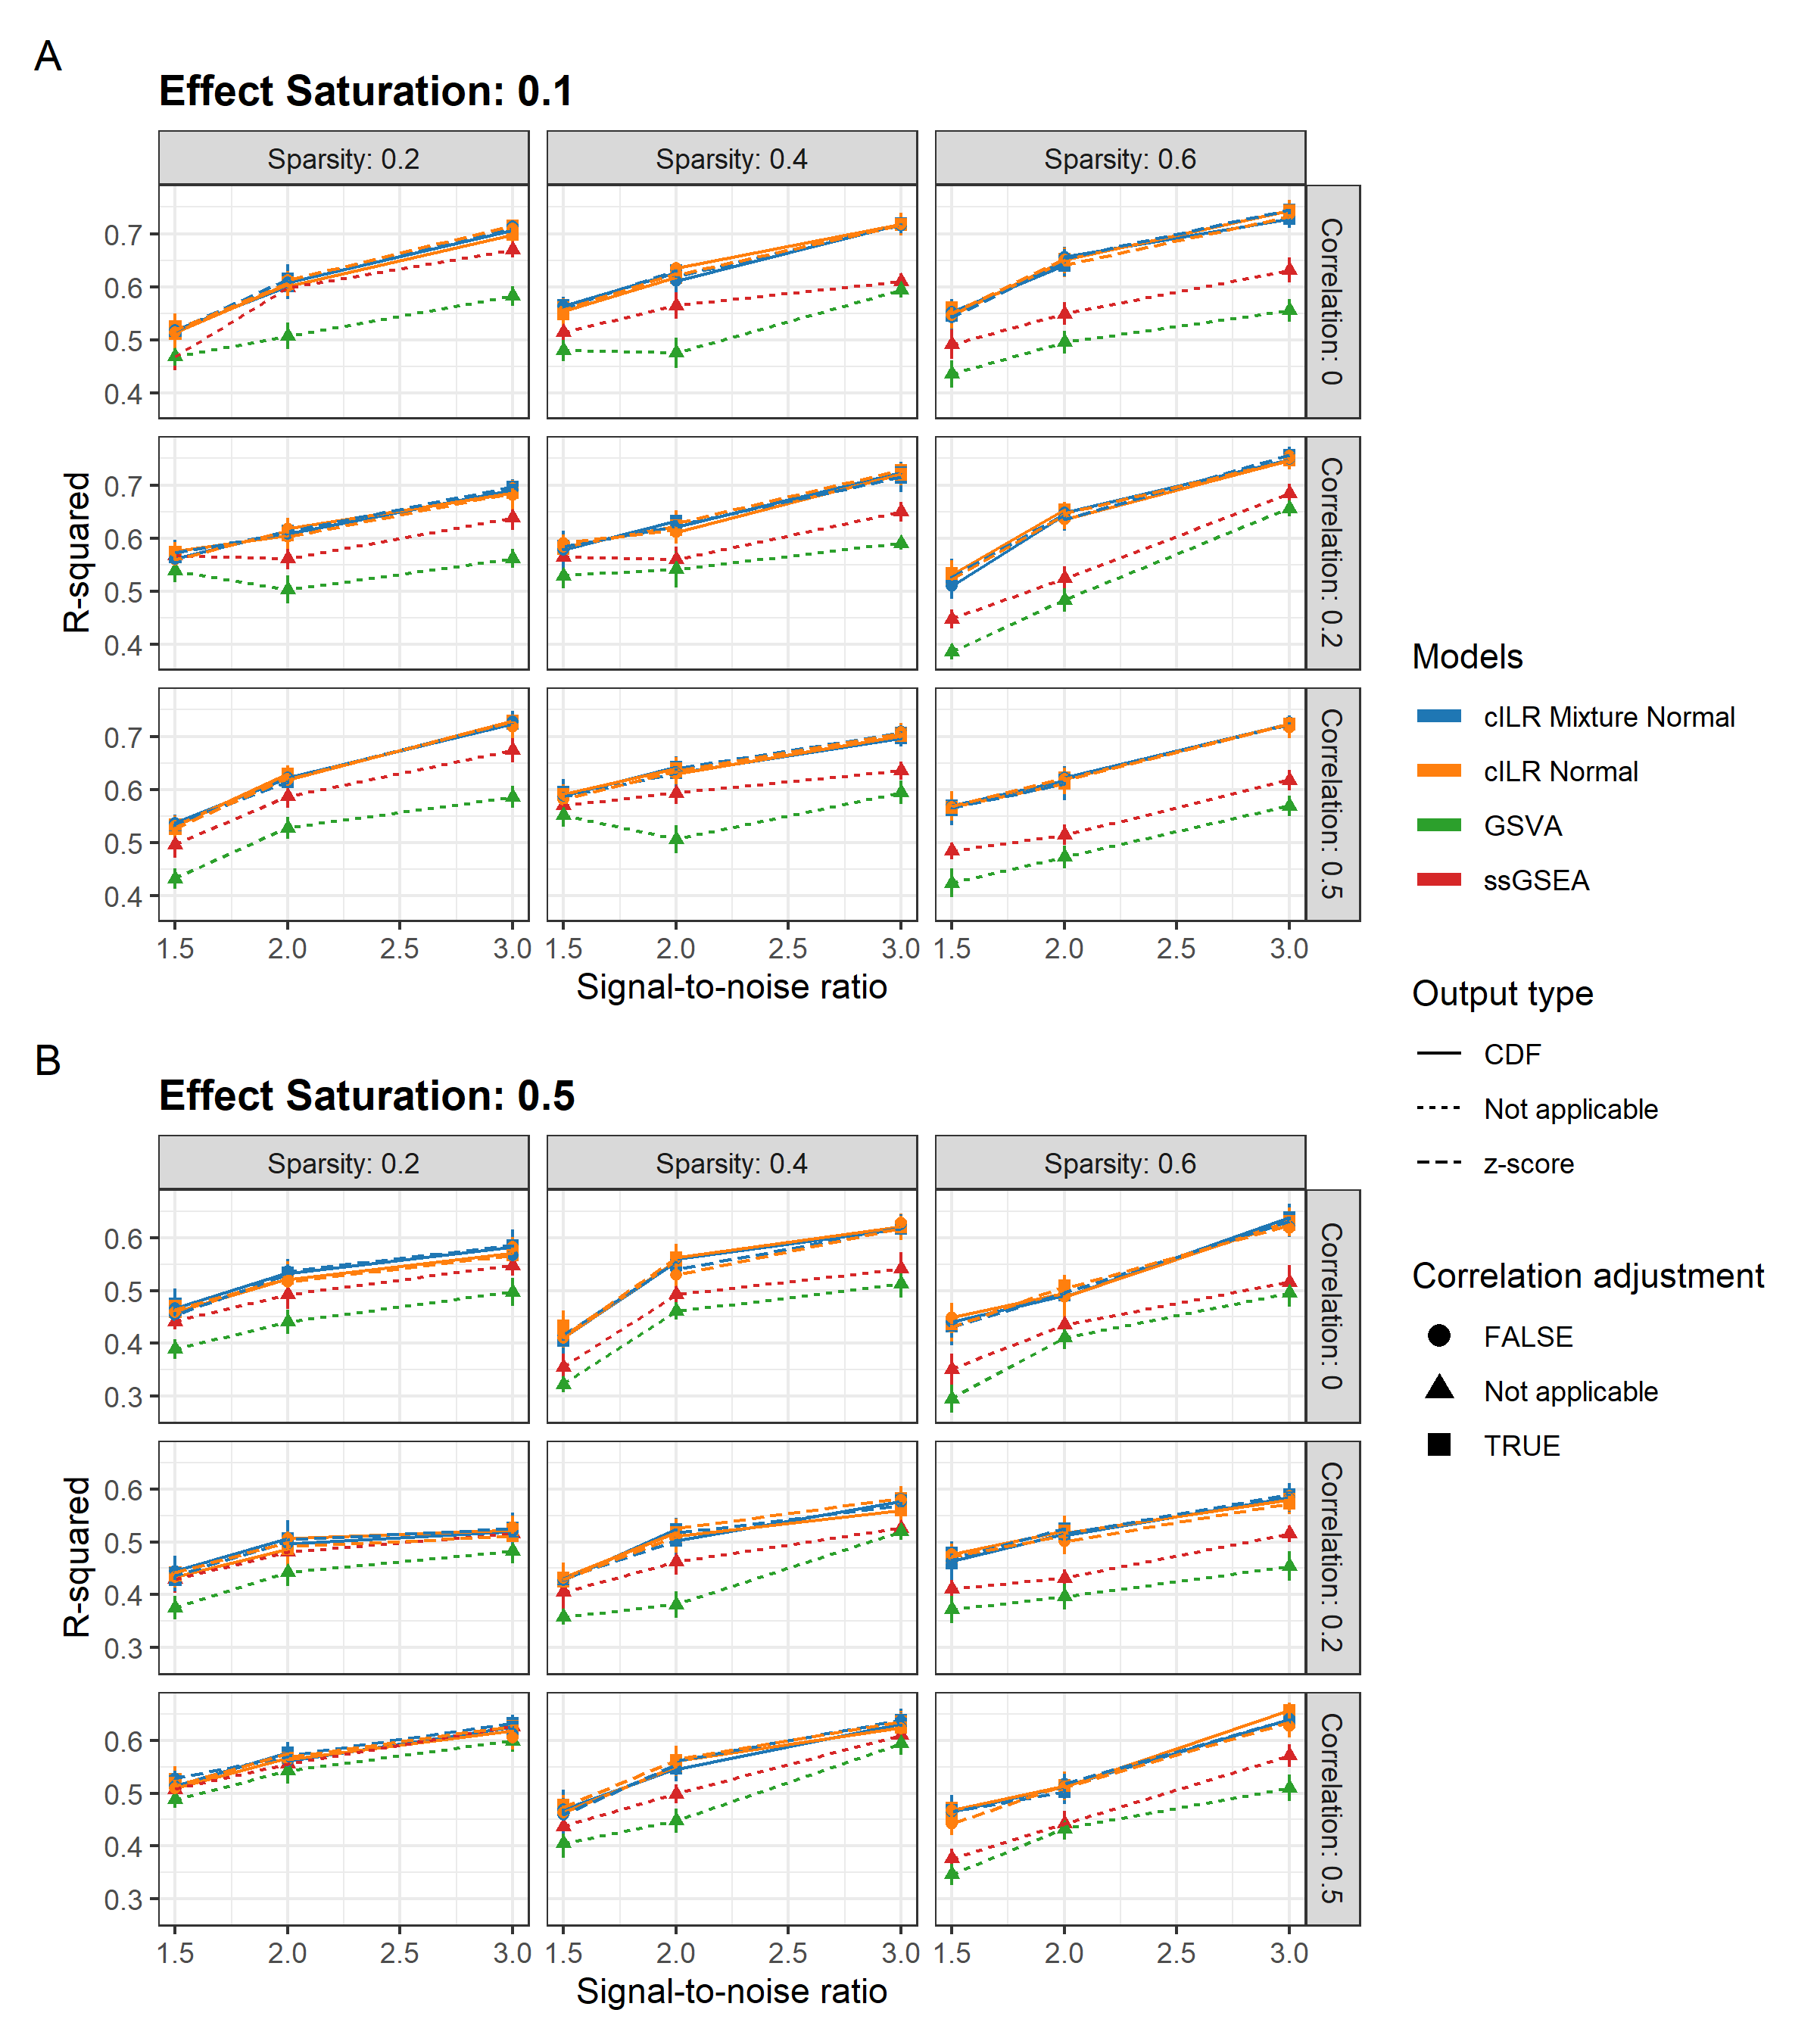 A
Effect Saturation: 0.1
Sparsity: 0.2 Sparsity: 0.4 Sparsity: 0.6
0.7
0.6
0.5
0.4
Correlation: 0
0.7
0.6
0.5
0.4
Correlation: 0.2
0.7
0.6
0.5
0.4
Correlation: 0.5
R-squared
1.5 2.0 2.5 3.0 1.5 2.0 2.5 3.0 1.5 2.0 2.5 3.0
Signal-to-noise ratio
B
Effect Saturation: 0.5
Sparsity: 0.2 Sparsity: 0.4 Sparsity: 0.6
0.6
0.5
0.4
0.3
Correlation: 0
0.6
0.5
0.4
0.3
Correlation: 0.2
0.6
0.5
0.4
0.3
Correlation: 0.5
R-squared
1.5 2.0 2.5 3.0 1.5 2.0 2.5 3.0 1.5 2.0 2.5 3.0
Signal-to-noise ratio
Models
cILR Mixture Normal
cILR Normal
GSVA
ssGSEA
Output type
CDF
Not applicable
z-score
Correlation adjustment
FALSE
Not applicable
TRUE